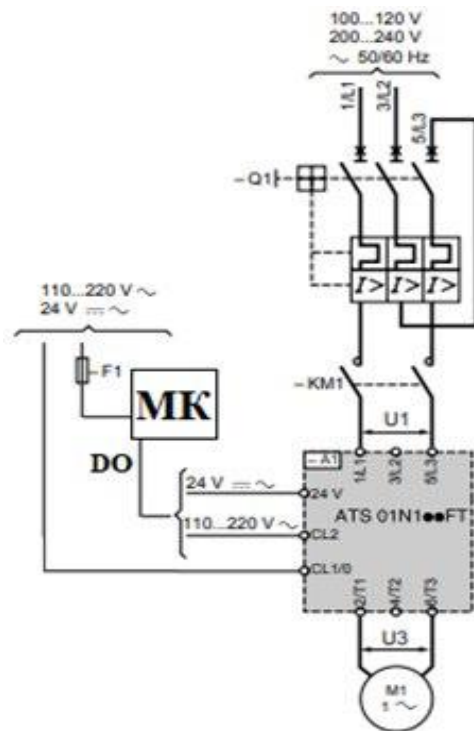 100...120 V
200...240 V
~ 50/60 Hz
1/L1
3/L2
5/L3
–Q1
I> I> I>
110...220 V ~
24 V ⎓ ~
–F1
МК
–KM1
U1
DO
–A1
1/L1
3/L2
5/L3
24 V ⎓ ~
24 V
ATS 01N1●●FT
110...220 V ~
CL2
CL1/0
2/T1
4/T2
6/T3
U3
M1
1 ~